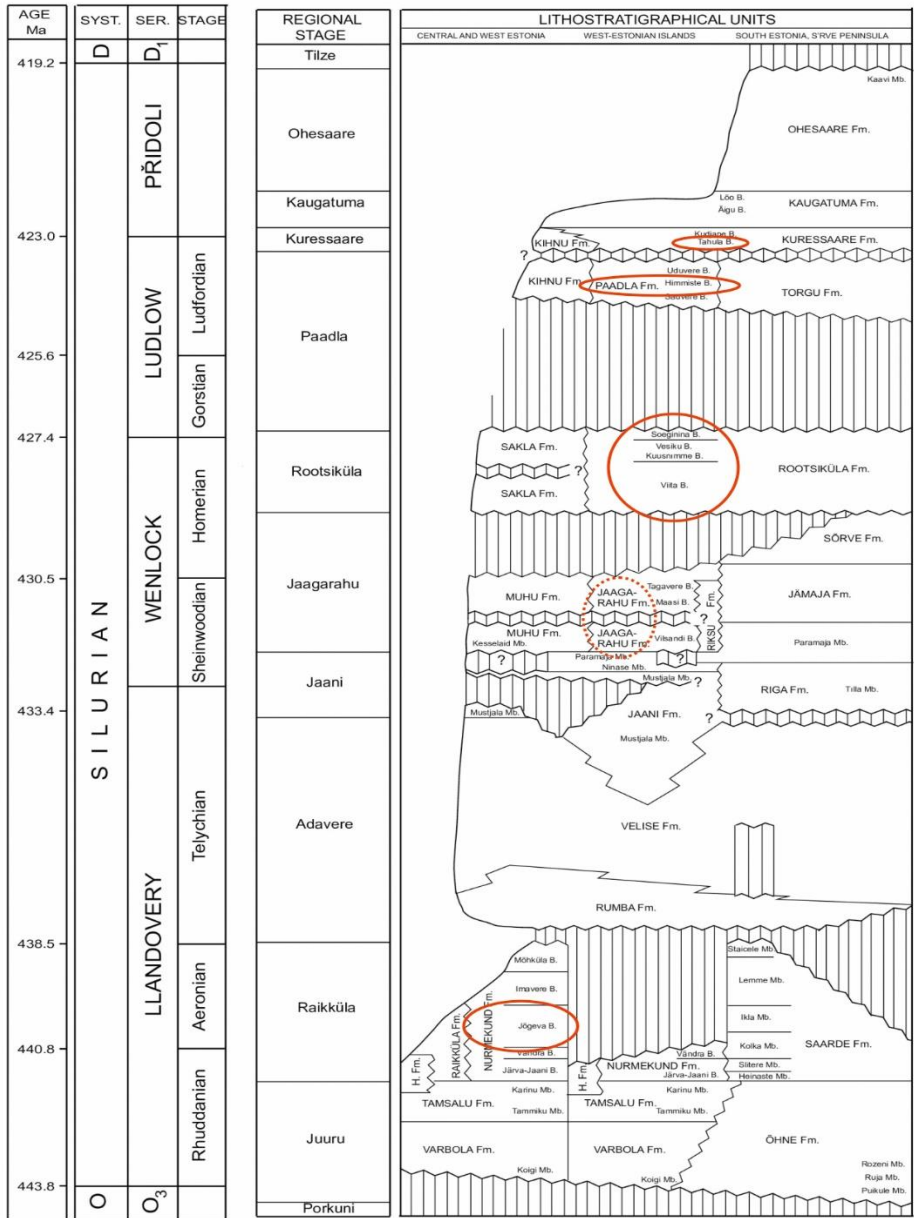 AGE
Ma
SYST.
SER.
STAGE
REGIONAL
STAGE
LITHOSTRATIGRAPHICAL UNITS
CENTRAL AND WEST ESTONIA
WEST-ESTONIAN ISLANDS
SOUTH ESTONIA, S'RVE PENINSULA
419.2
423.0
425.6
427.4
430.5
433.4
438.5
440.8
443.8
D
SILURIAN
O
D1
PŘIDOLI
LUDLOW
WENLOCK
LLANDOVERY
O3
Ludfordian
Gorstian
Homerian
Sheinwoodian
Telychian
Aeronian
Rhuddanian
Tilze
Ohesaare
Kaugatuma
Kuressaare
Paadla
Rootsiküla
Jaagarahu
Jaani
Adavere
Raikküla
Juuru
Porkuni
Kaavi Mb.
OHESAARE Fm.
Lõo B.
Äigu B.
KAUGATUMA Fm.
Kudjape B.
KIHNU Fm.
Tahula B.
KURESSAARE Fm.
?
Uduvere B.
KIHNU Fm.
PAADLA Fm.
Himmiste B.
Sauvere B.
TORGU Fm.
Soeginina B.
SAKLA Fm.
Vesiku B.
Kuusnimme B.
?
ROOTSIKÜLA Fm.
SAKLA Fm.
Viita B.
SÕRVE Fm.
MUHU Fm.
JAAGA-
RAHU Fm.
Tagavere B.
Maasi B.
RIKSU Fm.
JÄMAJA Fm.
?
MUHU Fm.
Kesselaid Mb.
JAAGA-
RAHU Fm.
Vilsandi B.
Paramaja Mb.
?
Paramaja Mb.
Ninase Mb.
?
Mustjala Mb.
?
RIGA Fm.
Tilla Mb.
Mustjala Mb.
JAANI Fm.
?
Mustjala Mb.
VELISE Fm.
RUMBA Fm.
Mõhküla B.
Staicele Mb.
Imavere B.
Lemme Mb.
RAIKKÜLA Fm.
NURMEKUND Fm.
Jõgeva B.
Ikla Mb.
SAARDE Fm.
Kolka Mb.
H. Fm.
Vändra B.
Järva-Jaani B.
H. Fm.
NURMEKUND Fm.
Vändra B.
Järva-Jaani B.
Slitere Mb.
Heinaste Mb.
Karinu Mb.
TAMSALU Fm.
Tammiku Mb.
Karinu Mb.
TAMSALU Fm.
Tammiku Mb.
VARBOLA Fm.
Koigi Mb.
VARBOLA Fm.
Koigi Mb.
ÕHNE Fm.
Rozeni Mb.
Ruja Mb.
Puikule Mb.